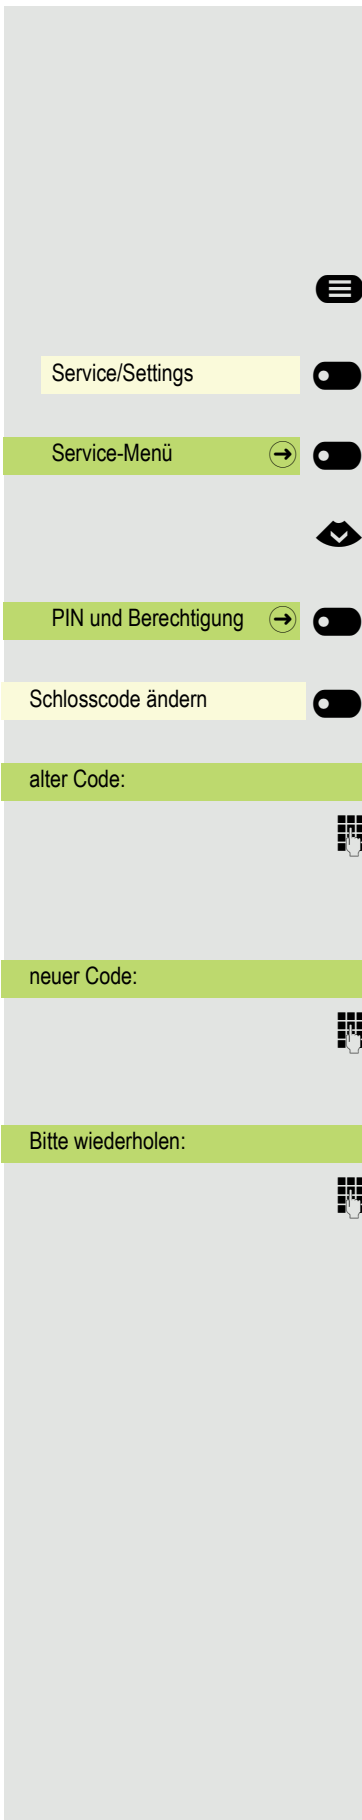 Service/Settings
Service-Menü
PIN und Berechtigung
Schlosscode ändern
alter Code:
neuer Code:
Bitte wiederholen: